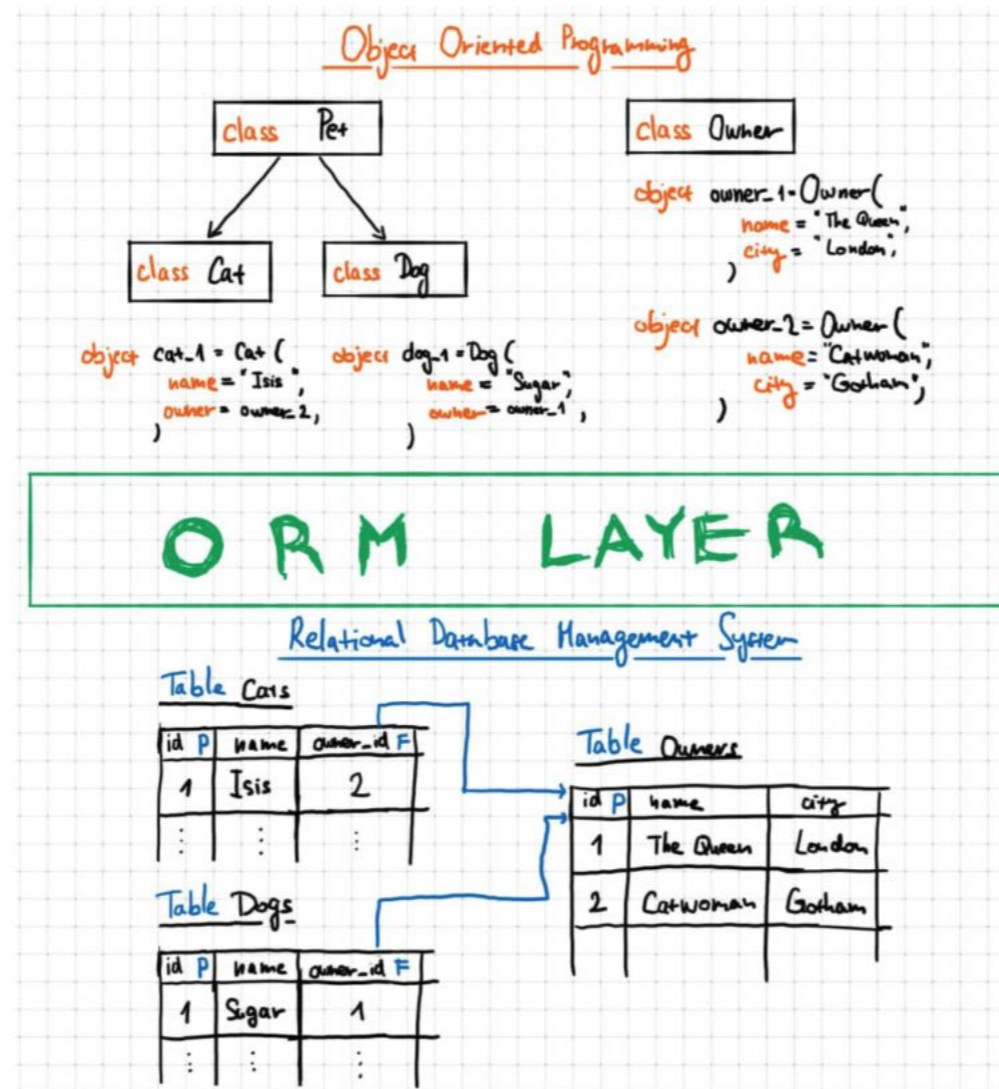 Object Oriented Programming
class Pet
class Owner
object owner_1=Owner(
name = "The Queen",
city = "London",
)
class Cat
class Dog
object owner_2=Owner(
name="Catwoman",
city = "Gotham",
)
object cat_1 = Cat (
name="Isis",
owner=owner_2,
)
object dog_1=Dog(
name="Sugar",
owner=owner_1,
)
ORM LAYER
Relational Database Management System
Table Cats
id P name owner_id F
1 Isis 2
⋮ ⋮ ⋮
Table Owners
id P name city
1 The Queen London
2 Catwoman Gotham
Table Dogs
id P name owner_id F
1 Sugar 1
⋮ ⋮ ⋮